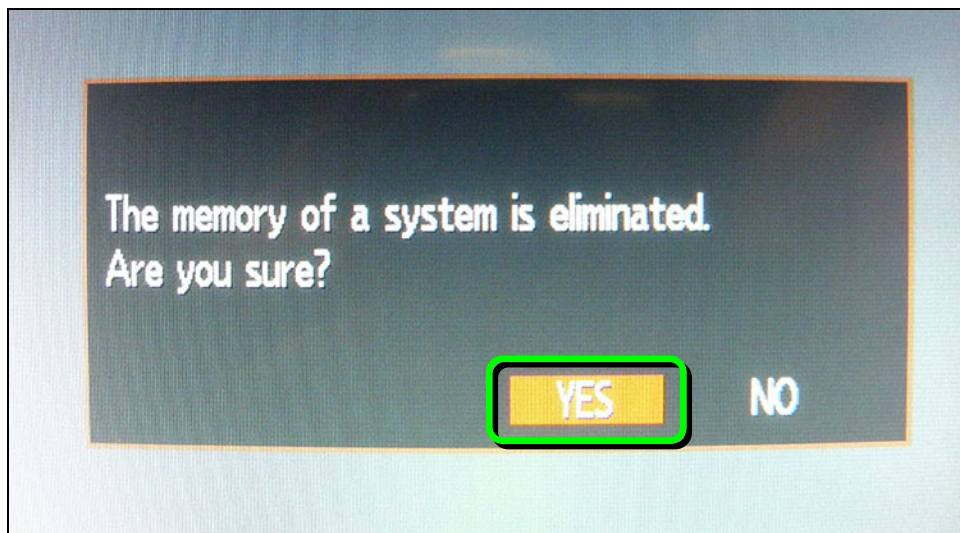 The memory of a system is eliminated.
Are you sure?
YES NO